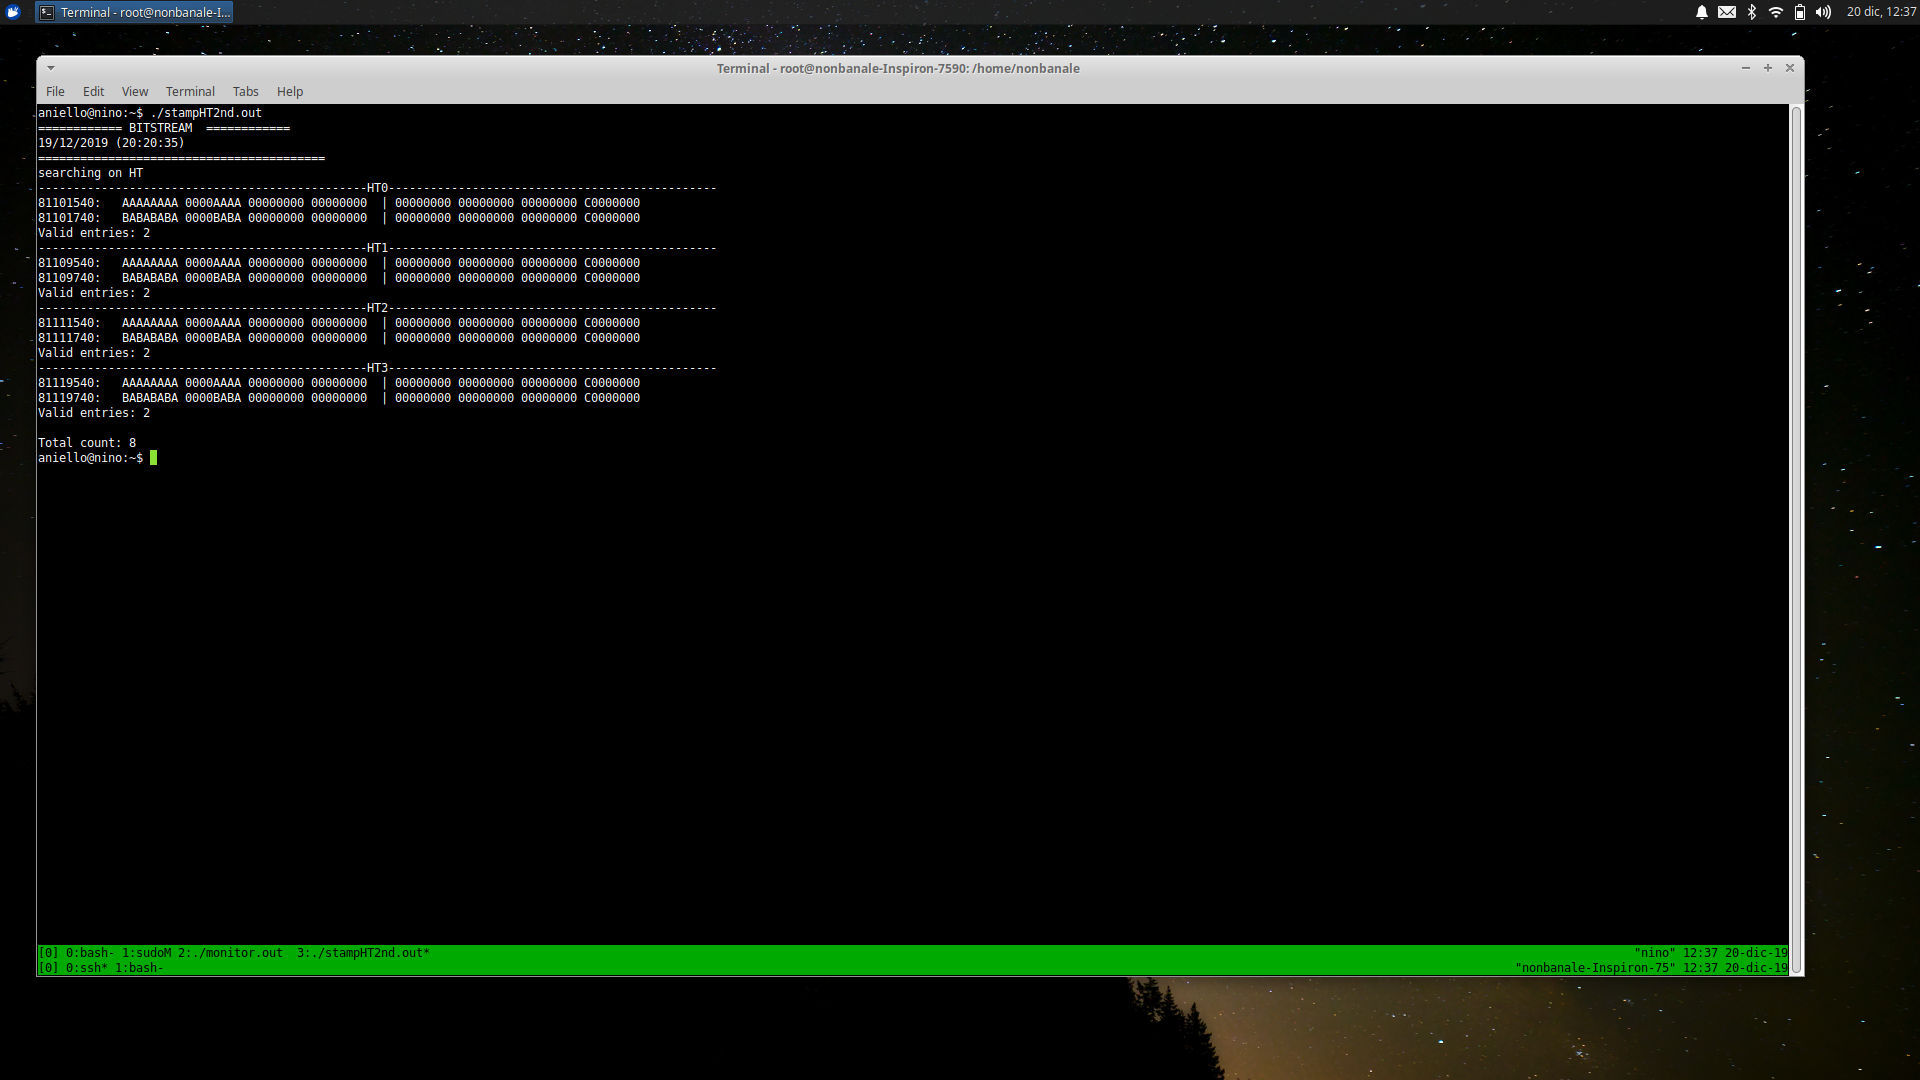 Terminal - root@nonbanale-I...
20 dic, 12:37
Terminal - root@nonbanale-Inspiron-7590: /home/nonbanale
File Edit View Terminal Tabs Help
aniello@nino:~$ ./stampHT2nd.out
============ BITSTREAM  ============
19/12/2019 (20:20:35)
=========================================
searching on HT
-----------------------------------------------HT0-----------------------------------------------
81101540:   AAAAAAAA 0000AAAA 00000000 00000000  | 00000000 00000000 00000000 C0000000
81101740:   BABABABA 0000BABA 00000000 00000000  | 00000000 00000000 00000000 C0000000
Valid entries: 2
-----------------------------------------------HT1-----------------------------------------------
81109540:   AAAAAAAA 0000AAAA 00000000 00000000  | 00000000 00000000 00000000 C0000000
81109740:   BABABABA 0000BABA 00000000 00000000  | 00000000 00000000 00000000 C0000000
Valid entries: 2
-----------------------------------------------HT2-----------------------------------------------
81111540:   AAAAAAAA 0000AAAA 00000000 00000000  | 00000000 00000000 00000000 C0000000
81111740:   BABABABA 0000BABA 00000000 00000000  | 00000000 00000000 00000000 C0000000
Valid entries: 2
-----------------------------------------------HT3-----------------------------------------------
81119540:   AAAAAAAA 0000AAAA 00000000 00000000  | 00000000 00000000 00000000 C0000000
81119740:   BABABABA 0000BABA 00000000 00000000  | 00000000 00000000 00000000 C0000000
Valid entries: 2
Total count: 8
aniello@nino:~$
[0] 0:bash- 1:sudoM 2:./monitor.out  3:./stampHT2nd.out* "nino" 12:37 20-dic-19
[0] 0:ssh* 1:bash- "nonbanale-Inspiron-75" 12:37 20-dic-19